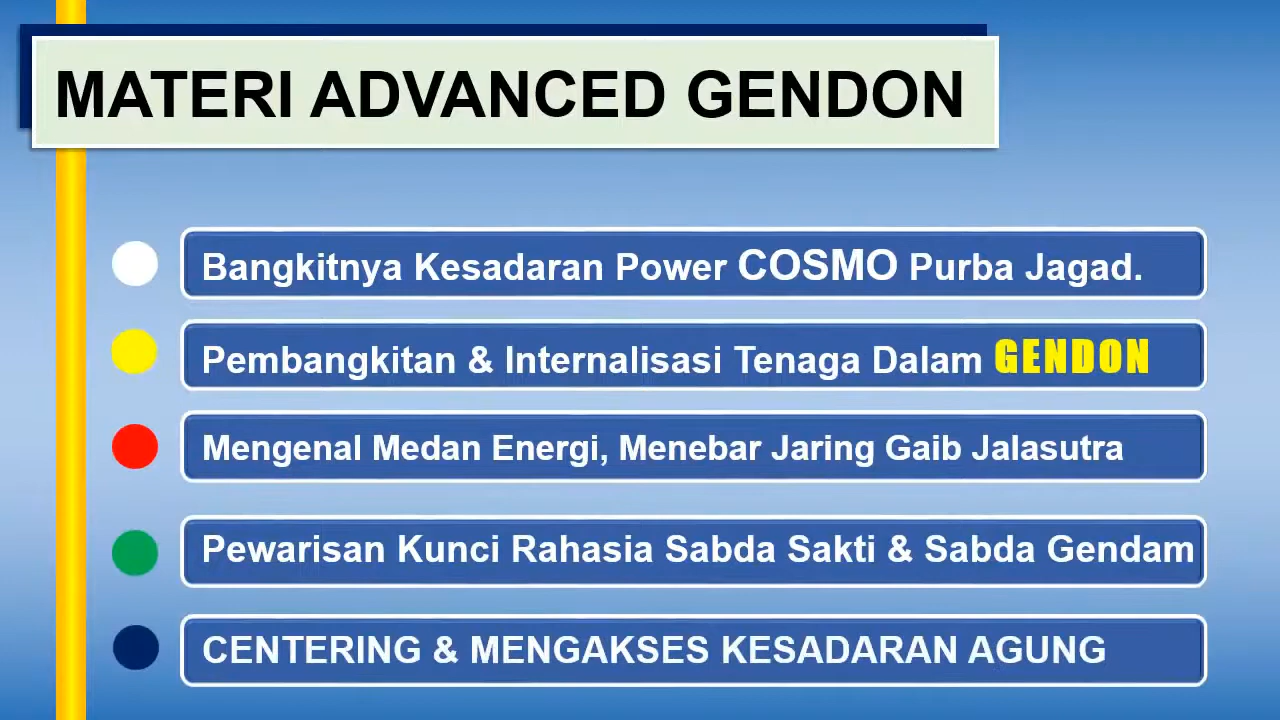 MATERI ADVANCED GENDON
Bangkitnya Kesadaran Power COSMO Purba Jagad.
Pembangkitan & Internalisasi Tenaga Dalam GENDON
Mengenal Medan Energi, Menebar Jaring Gaib Jalasutra
Pewarisan Kunci Rahasia Sabda Sakti & Sabda Gendam
CENTERING & MENGAKSES KESADARAN AGUNG